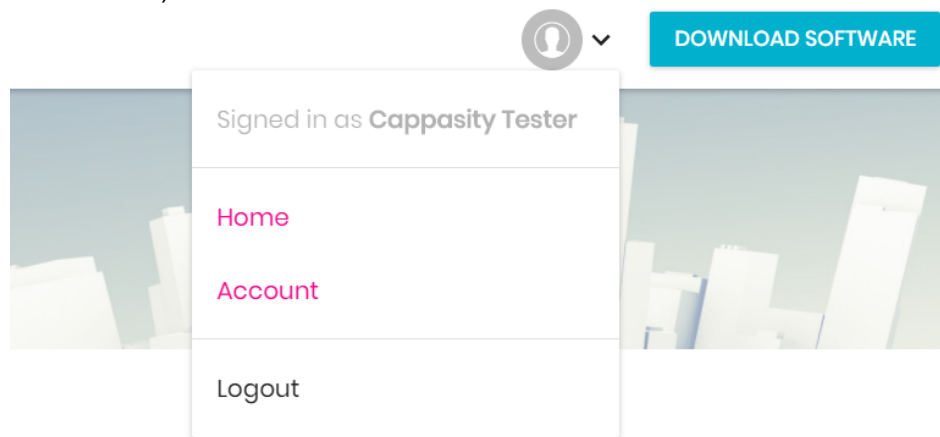 DOWNLOAD SOFTWARE
Signed in as Cappasity Tester
Home
Account
Logout